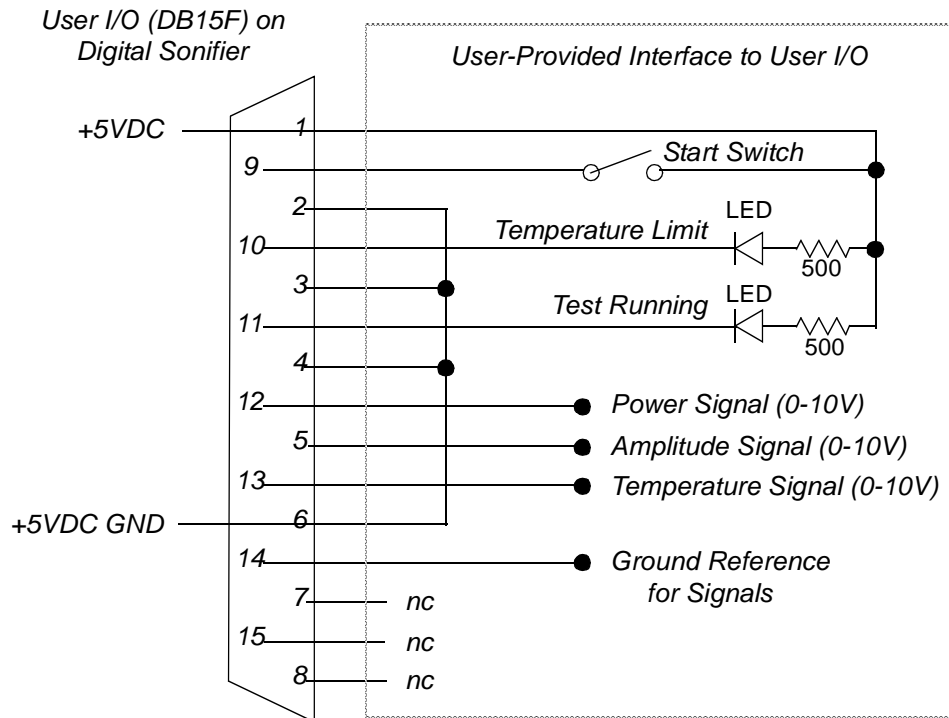 User I/O (DB15F) on
Digital Sonifier
User-Provided Interface to User I/O
+5VDC
1
9
Start Switch
2
LED
10
Temperature Limit
500
3
LED
11
Test Running
500
4
12
Power Signal (0-10V)
5
Amplitude Signal (0-10V)
13
Temperature Signal (0-10V)
+5VDC GND
6
14
Ground Reference
for Signals
7
nc
15
nc
8
nc